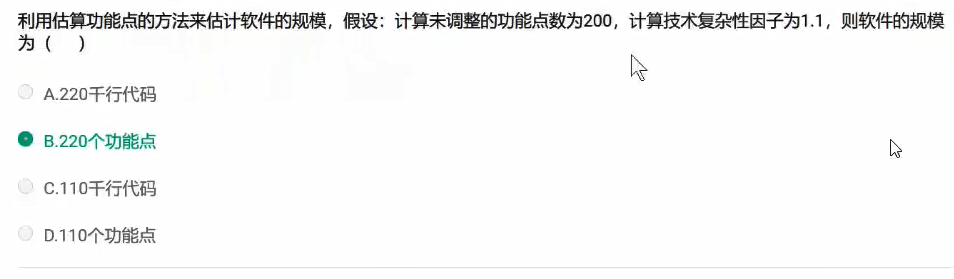 利用估算功能点的方法来估计软件的规模，假设：计算未调整的功能点数为200，计算技术复杂性因子为1.1，则软件的规模
为（    ）
A.220千行代码
B.220个功能点
C.110千行代码
D.110个功能点